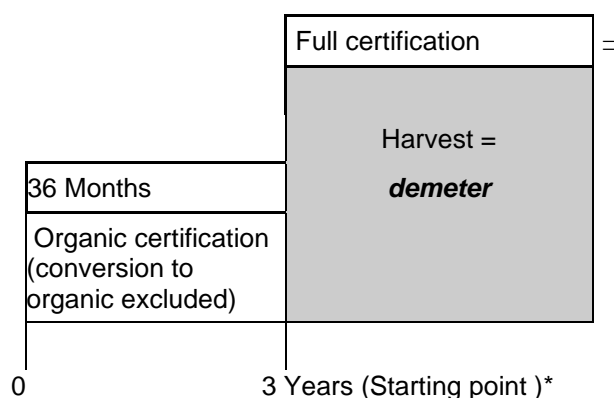 Full certification =
Harvest =
demeter
36 Months
Organic certification
(conversion to
organic excluded)
0 3 Years (Starting point )*